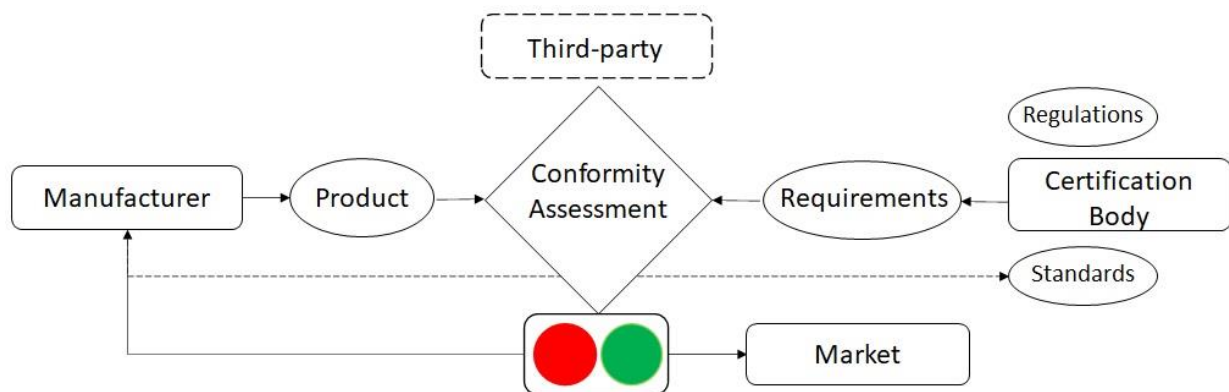 Third-party
Regulations
Manufacturer
Product
Conformity
Assessment
Requirements
Certification
Body
Standards
Market